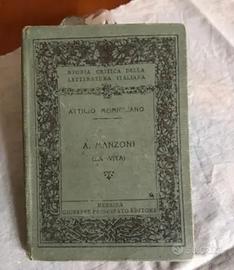 STORIA CRITICA DELLA
LETTERATURA ITALIANA
ATTILIO MOMIGLIANO
A. MANZONI
(LA VITA)
MESSINA
GIUSEPPE PRINCIPATO EDITORE